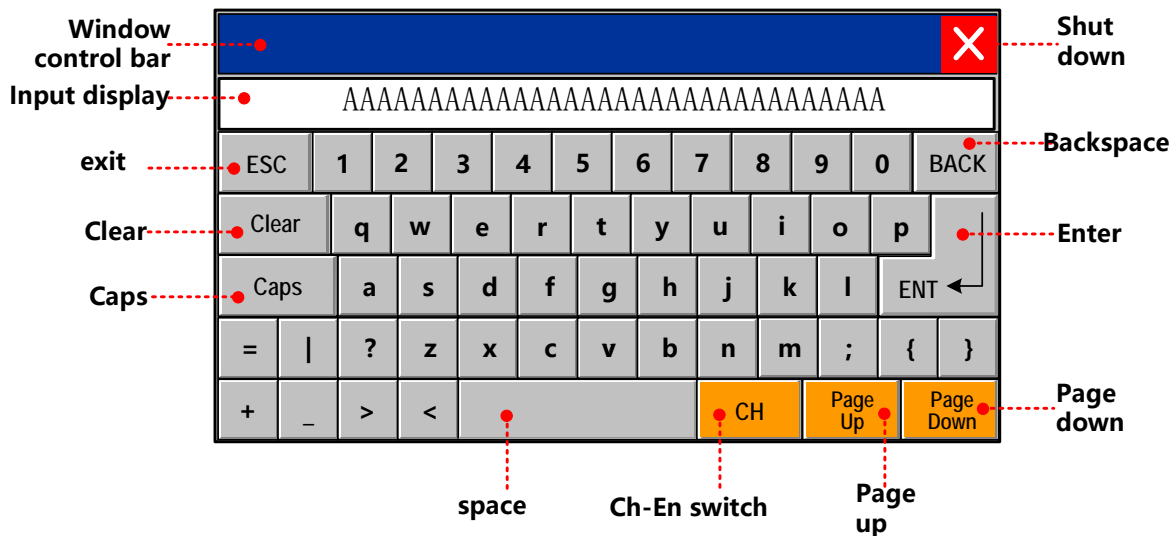 Window
control bar
Shut
down
Input display
AAAAAAAAAAAAAAAAAAAAAAAAAAAAAAAA
exit
ESC 1 2 3 4 5 6 7 8 9 0 BACK
Backspace
Clear
Clear q w e r t y u i o p
Enter
Caps
Caps a s d f g h j k l ENT
= | ? z x c v b n m ; { }
+ _ > < CH Page Up Page Down
Page
down
space
Ch-En switch
Page
up